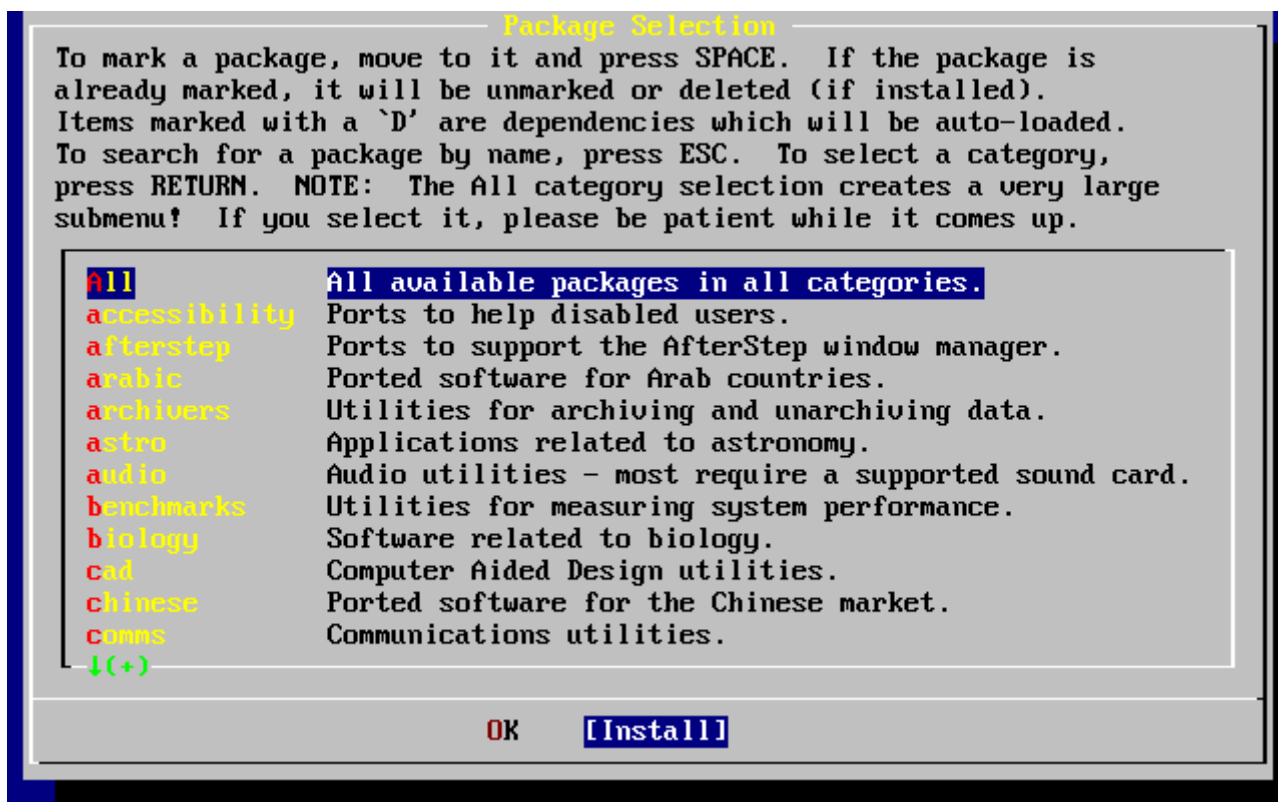 Package Selection
To mark a package, move to it and press SPACE.  If the package is
already marked, it will be unmarked or deleted (if installed).
Items marked with a `D' are dependencies which will be auto-loaded.
To search for a package by name, press ESC.  To select a category,
press RETURN.  NOTE:  The All category selection creates a very large
submenu!  If you select it, please be patient while it comes up.
All All available packages in all categories.
accessibility Ports to help disabled users.
afterstep Ports to support the AfterStep window manager.
arabic Ported software for Arab countries.
archivers Utilities for archiving and unarchiving data.
astro Applications related to astronomy.
audio Audio utilities - most require a supported sound card.
benchmarks Utilities for measuring system performance.
biology Software related to biology.
cad Computer Aided Design utilities.
chinese Ported software for the Chinese market.
comms Communications utilities.
↓(+)
OK [Install]